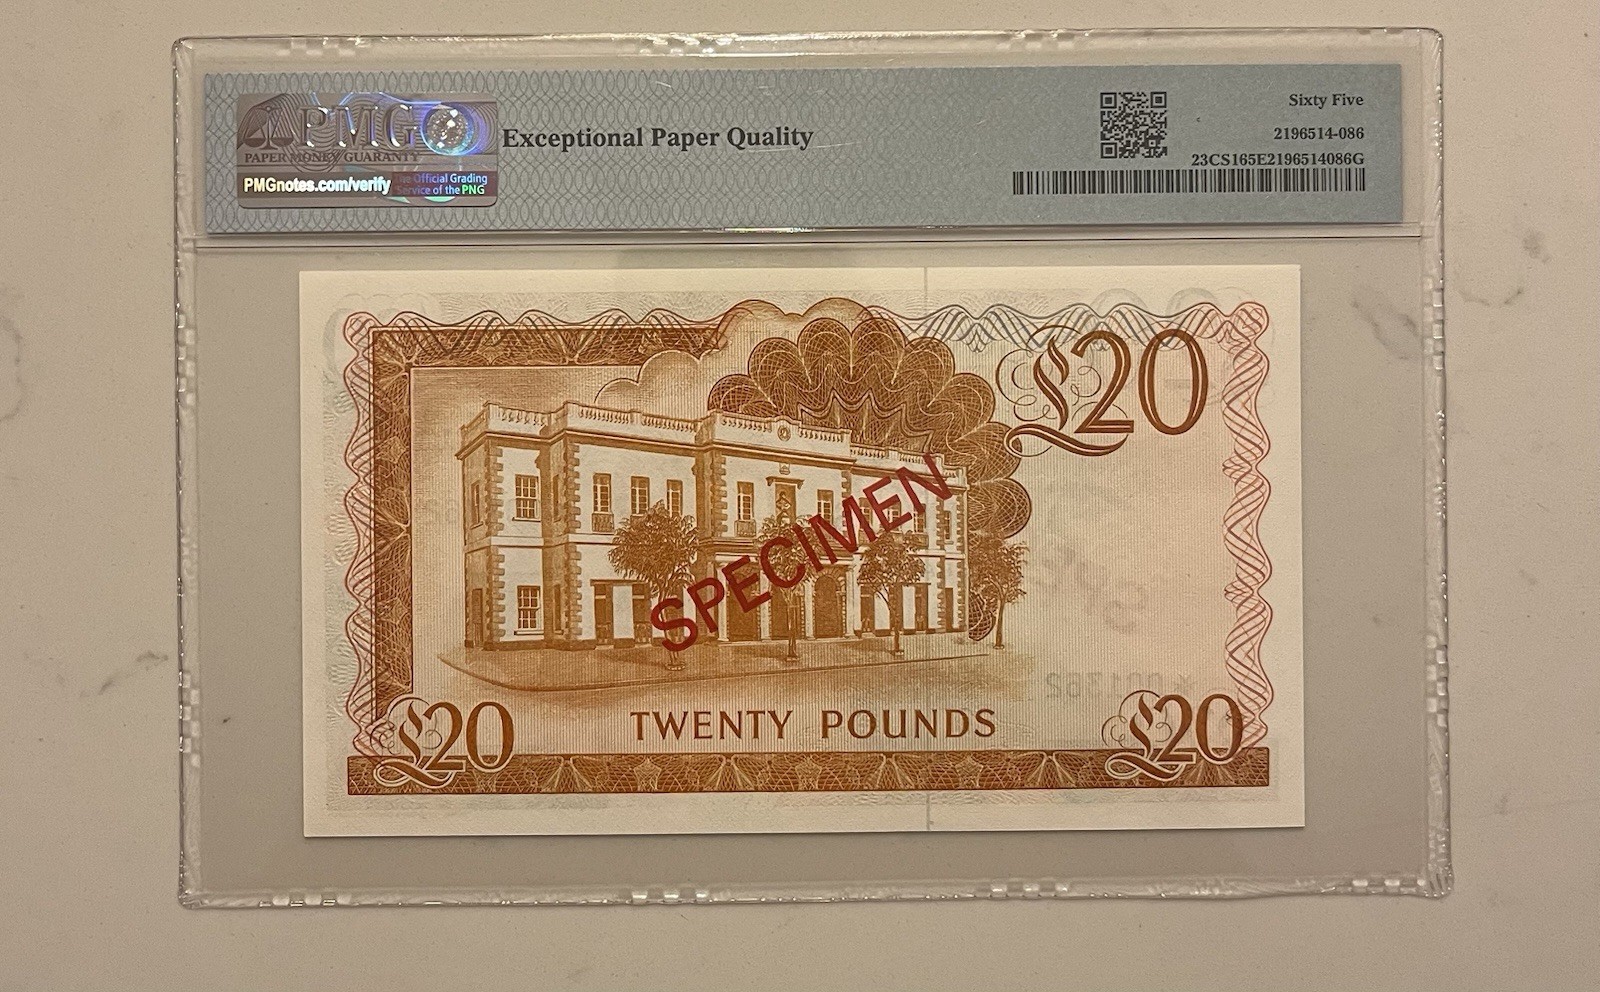 PMG
PAPER MONEY GUARANTY
PMGnotes.com/verify
The Official Grading
Service of the PNG
Exceptional Paper Quality
Sixty Five
2196514-086
23CS165E2196514086G
£20
SPECIMEN
TWENTY POUNDS
£20
£20